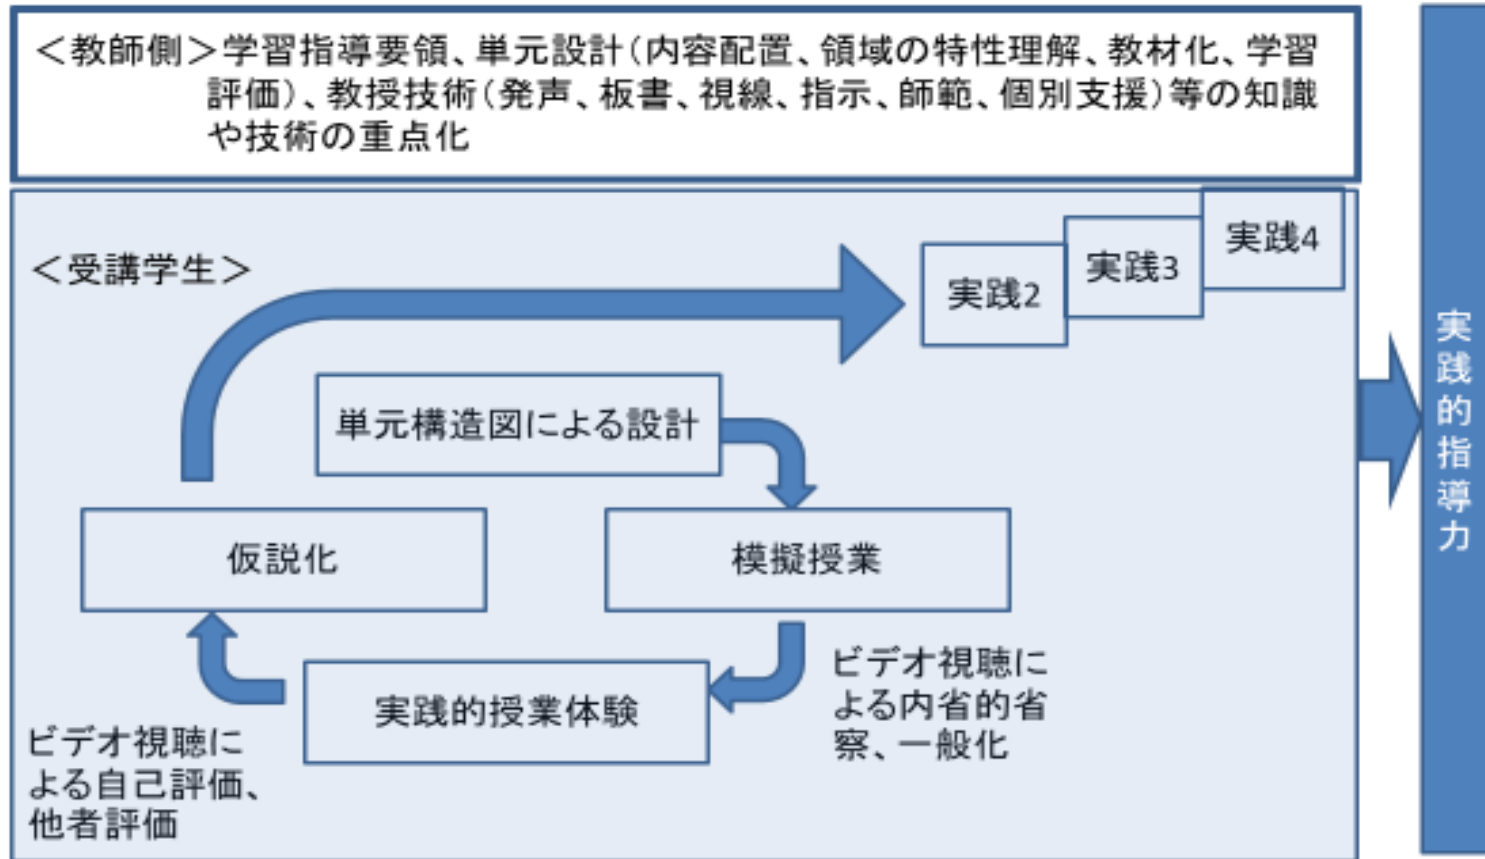 ＜教師側＞学習指導要領、単元設計（内容配置、領域の特性理解、教材化、学習
評価）、教授技術（発声、板書、視線、指示、師範、個別支援）等の知識
や技術の重点化
＜受講学生＞
実践2
実践3
実践4
単元構造図による設計
仮説化
模擬授業
実践的授業体験
ビデオ視聴に
よる内省的省
察、一般化
ビデオ視聴に
よる自己評価、
他者評価
実践的指導力